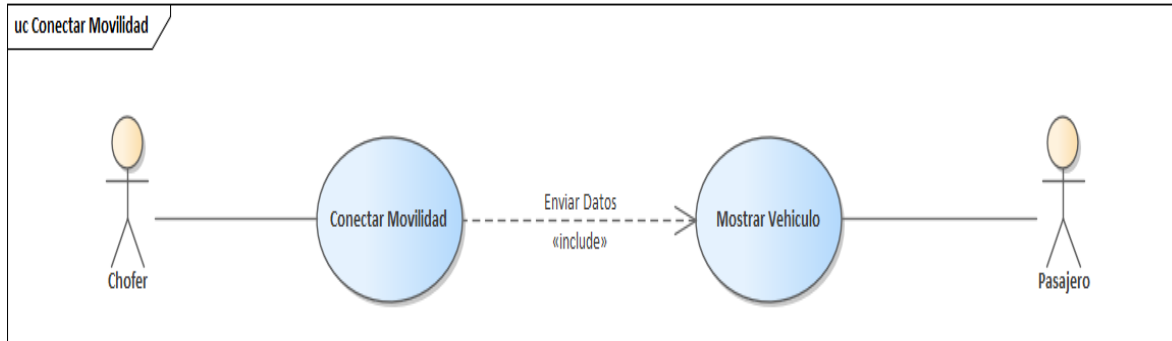 uc Conectar Movilidad
Conectar Movilidad
Enviar Datos
«include»
Mostrar Vehiculo
Chofer
Pasajero